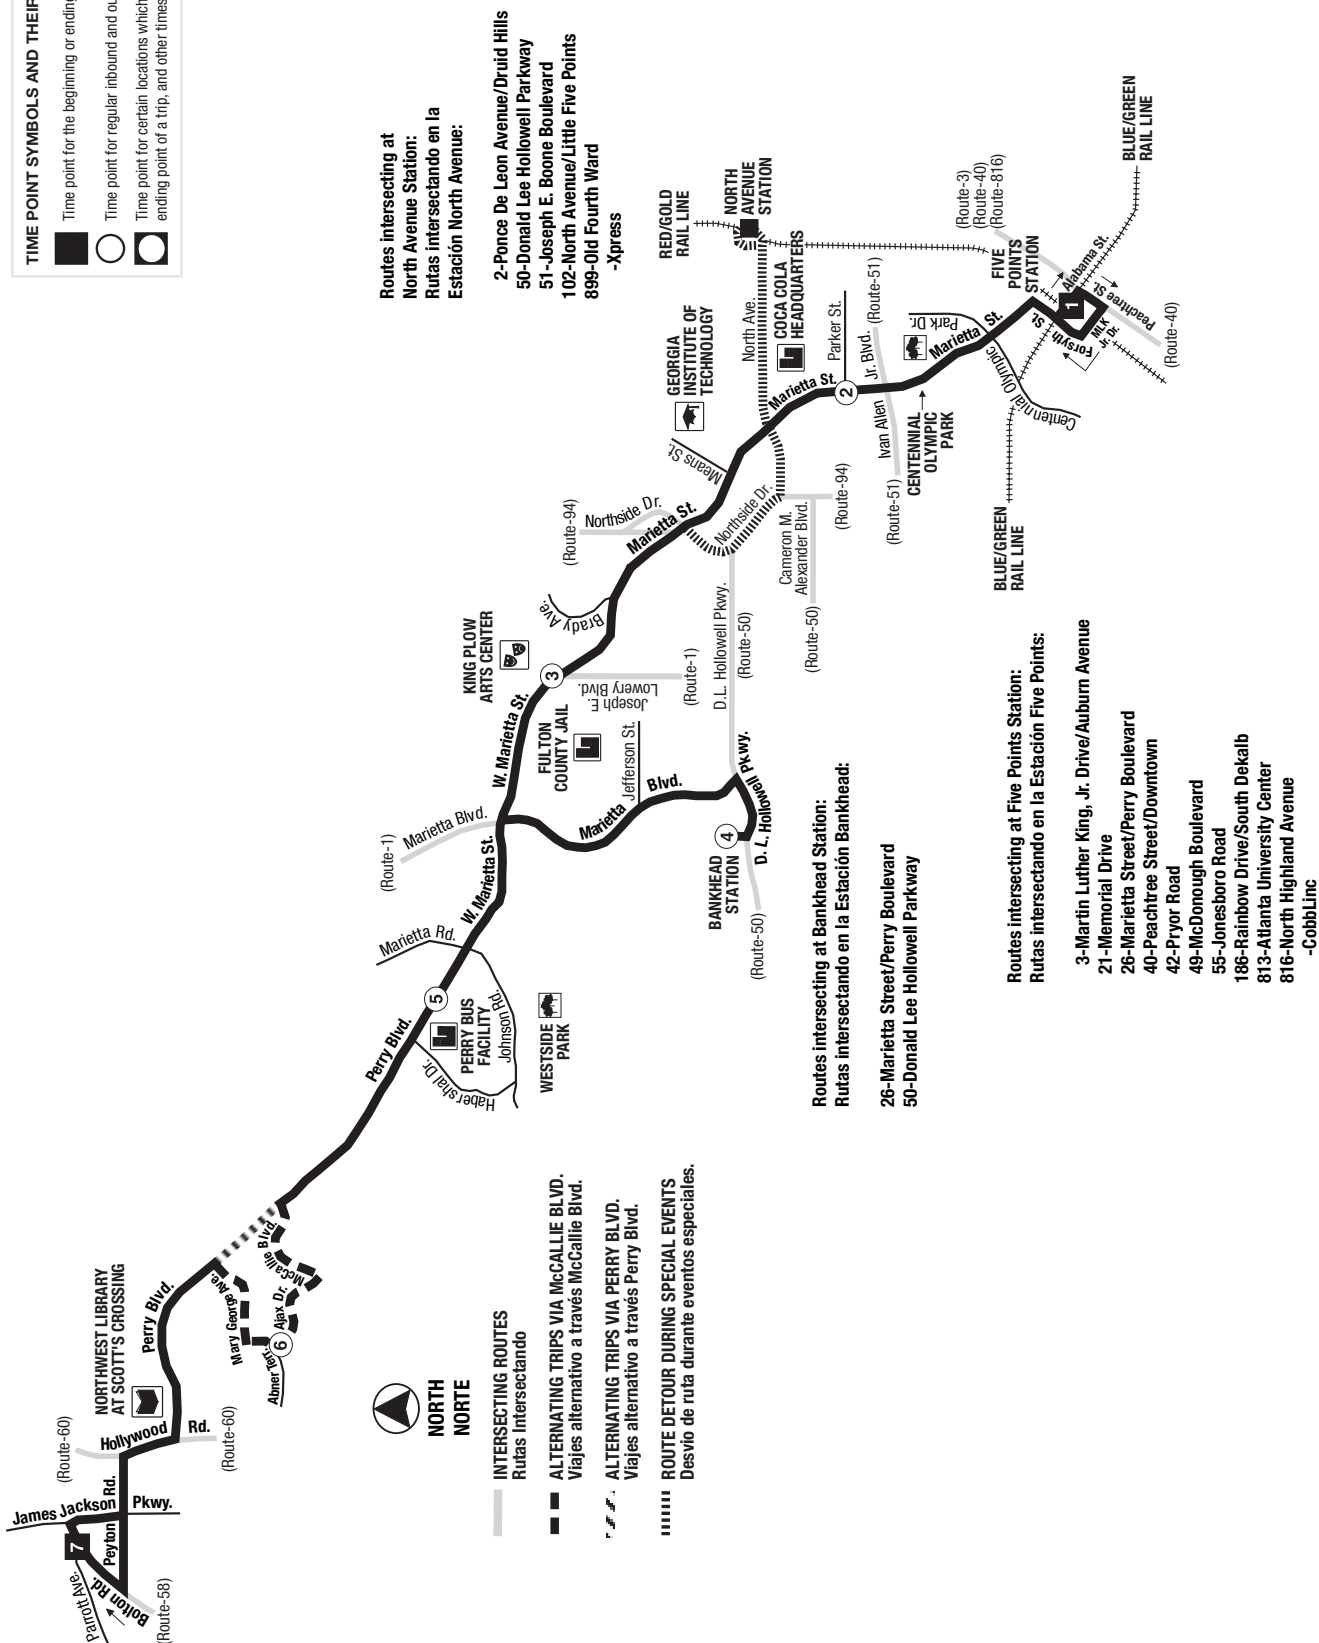 TIME POINT SYMBOLS AND THEIR
Time point for the beginning or ending
Time point for regular inbound and
Time point for certain locations which
ending point of a trip, and other times
Routes intersecting at
North Avenue Station:
Rutas intersectando en la
Estación North Avenue:
2-Ponce De Leon Avenue/Druid Hills
50-Donald Lee Hollowell Parkway
51-Joseph E. Boone Boulevard
102-North Avenue/Little Five Points
899-Old Fourth Ward
-Xpress
(Route-58)
Parrott Ave.
Bolton Rd.
7
James Jackson Pkwy.
Peyton Rd.
(Route-60)
Hollywood Rd.
(Route-60)
NORTHWEST LIBRARY
AT SCOTT'S CROSSING
Perry Blvd.
Mary George Ave.
Abner Terr.
6
Ajax Dr.
McCallie Blvd.
Perry Blvd.
Habershal Dr.
5
PERRY BUS
FACILITY
Johnson Rd.
WESTSIDE
PARK
Marietta Rd.
W. Marietta St.
(Route-1)
Marietta Blvd.
W. Marietta St.
FULTON
COUNTY JAIL
Jefferson St.
Marietta Blvd.
BANKHEAD
STATION
4
D. L. Hollowell Pkwy.
(Route-50)
KING PLOW
ARTS CENTER
3
Joseph E.
Lowery Blvd.
(Route-1)
Brady Ave.
D.L. Hollowell Pkwy.
(Route-50)
(Route-94)
Northside Dr.
Marietta St.
Northside Dr.
Cameron M.
Alexander Blvd.
(Route-50)
(Route-94)
Means St.
GEORGIA
INSTITUTE OF
TECHNOLOGY
North Ave.
RED/GOLD
RAIL LINE
NORTH
AVENUE
STATION
COCA COLA
HEADQUARTERS
Marietta St.
2
Parker St.
(Route-51)
Ivan Allen Jr. Blvd.
(Route-51)
CENTENNIAL
OLYMPIC
PARK
Park Dr.
Marietta St.
Centennial Olympic
BLUE/GREEN
RAIL LINE
FIVE
POINTS
STATION
(Route-3)
(Route-40)
(Route-816)
Alabama St.
1
Peachtree St.
Forsyth St.
MLK
Jr. Dr.
(Route-40)
BLUE/GREEN
RAIL LINE
NORTH
NORTE
INTERSECTING ROUTES
Rutas Intersectando
ALTERNATING TRIPS VIA McCALLIE BLVD.
Viajes alternativo a través McCallie Blvd.
ALTERNATING TRIPS VIA PERRY BLVD.
Viajes alternativo a través Perry Blvd.
ROUTE DETOUR DURING SPECIAL EVENTS
Desvio de ruta durante eventos especiales.
Routes intersecting at Bankhead Station:
Rutas intersectando en la Estación Bankhead:
26-Marietta Street/Perry Boulevard
50-Donald Lee Hollowell Parkway
Routes intersecting at Five Points Station:
Rutas intersectando en la Estación Five Points:
3-Martin Luther King, Jr. Drive/Auburn Avenue
21-Memorial Drive
26-Marietta Street/Perry Boulevard
40-Peachtree Street/Downtown
42-Pryor Road
49-McDonough Boulevard
55-Jonesboro Road
186-Rainbow Drive/South Dekalb
813-Atlanta University Center
816-North Highland Avenue
-CobbLinc